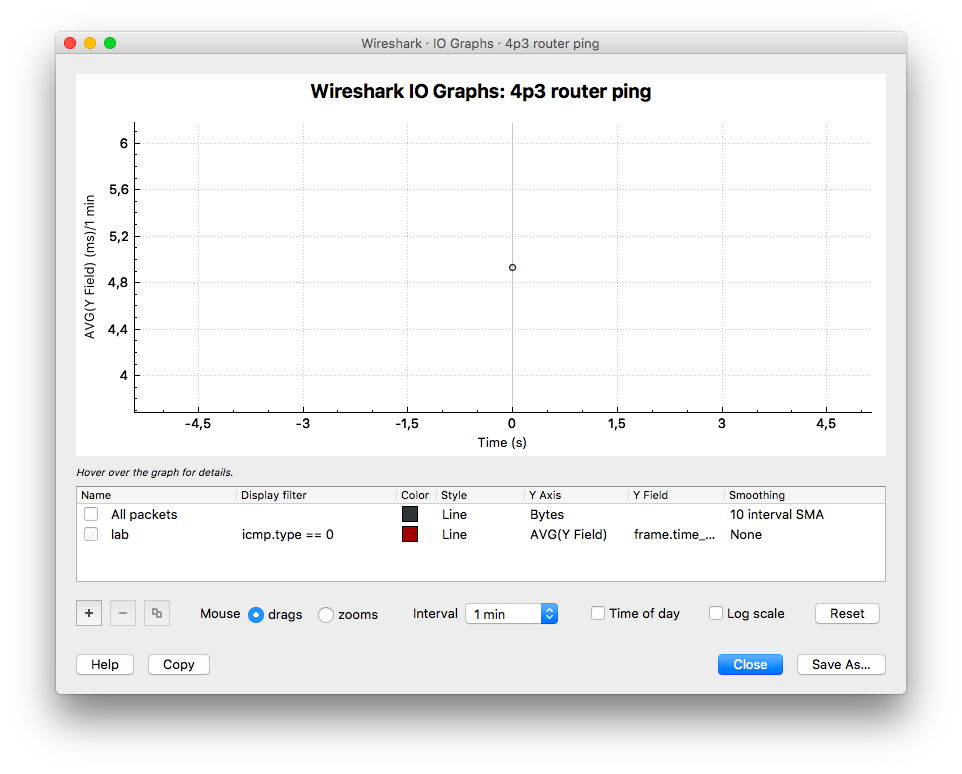 Wireshark · IO Graphs · 4p3 router ping
Wireshark IO Graphs: 4p3 router ping
AVG(Y Field) (ms)/1 min
6
5,6
5,2
4,8
4,4
4
-4,5 -3 -1,5 0 1,5 3 4,5
Time (s)
Hover over the graph for details.
Name Display filter Color Style Y Axis Y Field Smoothing
All packets Line Bytes 10 interval SMA
lab icmp.type == 0 Line AVG(Y Field) frame.time_... None
+ − Mouse drags zooms Interval 1 min Time of day Log scale Reset
Help Copy Close Save As...